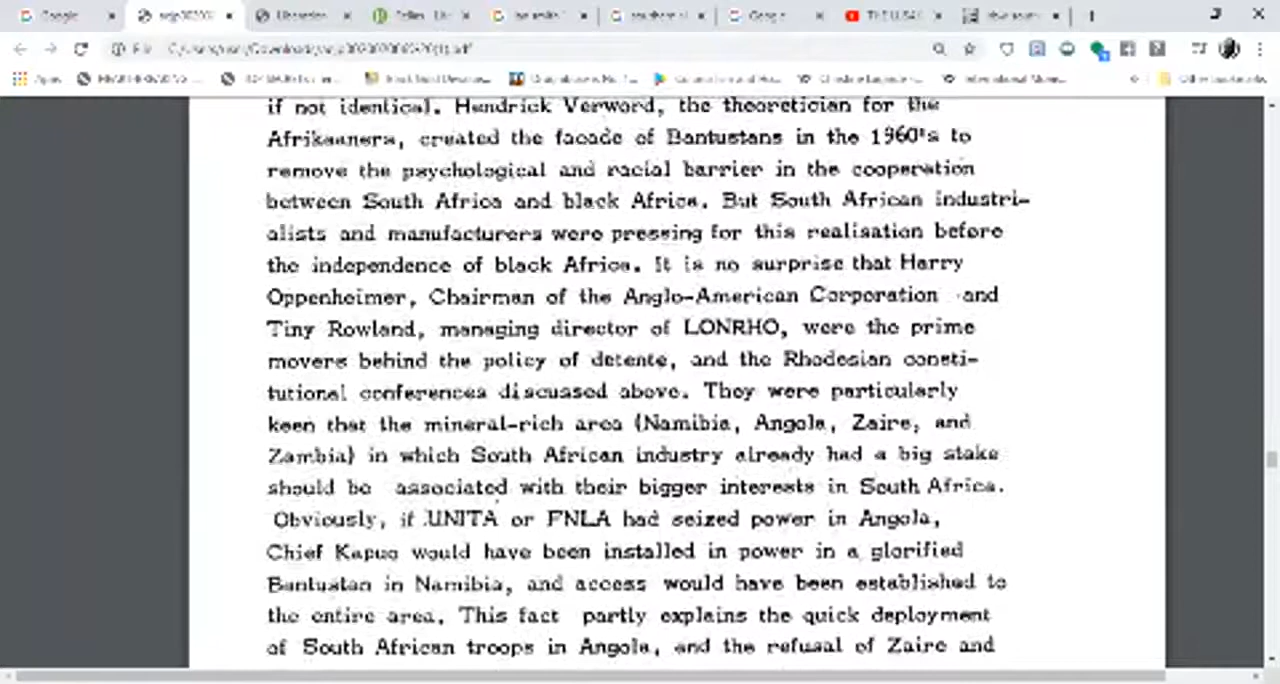 Google
Google
File
if not identical. Hendrick Verword, the theoretician for the
Afrikaaners, created the facade of Bantustans in the 1960's to
remove the psychological and racial barrier in the cooperation
between South Africa and black Africa. But South African industri-
alists and manufacturers were pressing for this realisation before
the independence of black Africa. It is no surprise that Harry
Oppenheimer, Chairman of the Anglo-American Corporation and
Tiny Rowland, managing director of LONRHO, were the prime
movers behind the policy of detente, and the Rhodesian consti-
tutional conferences discussed above. They were particularly
keen that the mineral-rich area (Namibia, Angola, Zaire, and
Zambia) in which South African industry already had a big stake
should be associated with their bigger interests in South Africa.
Obviously, if UNITA or FNLA had seized power in Angola,
Chief Kapuo would have been installed in power in a glorified
Bantustan in Namibia, and access would have been established to
the entire area. This fact partly explains the quick deployment
of South African troops in Angola, and the refusal of Zaire and